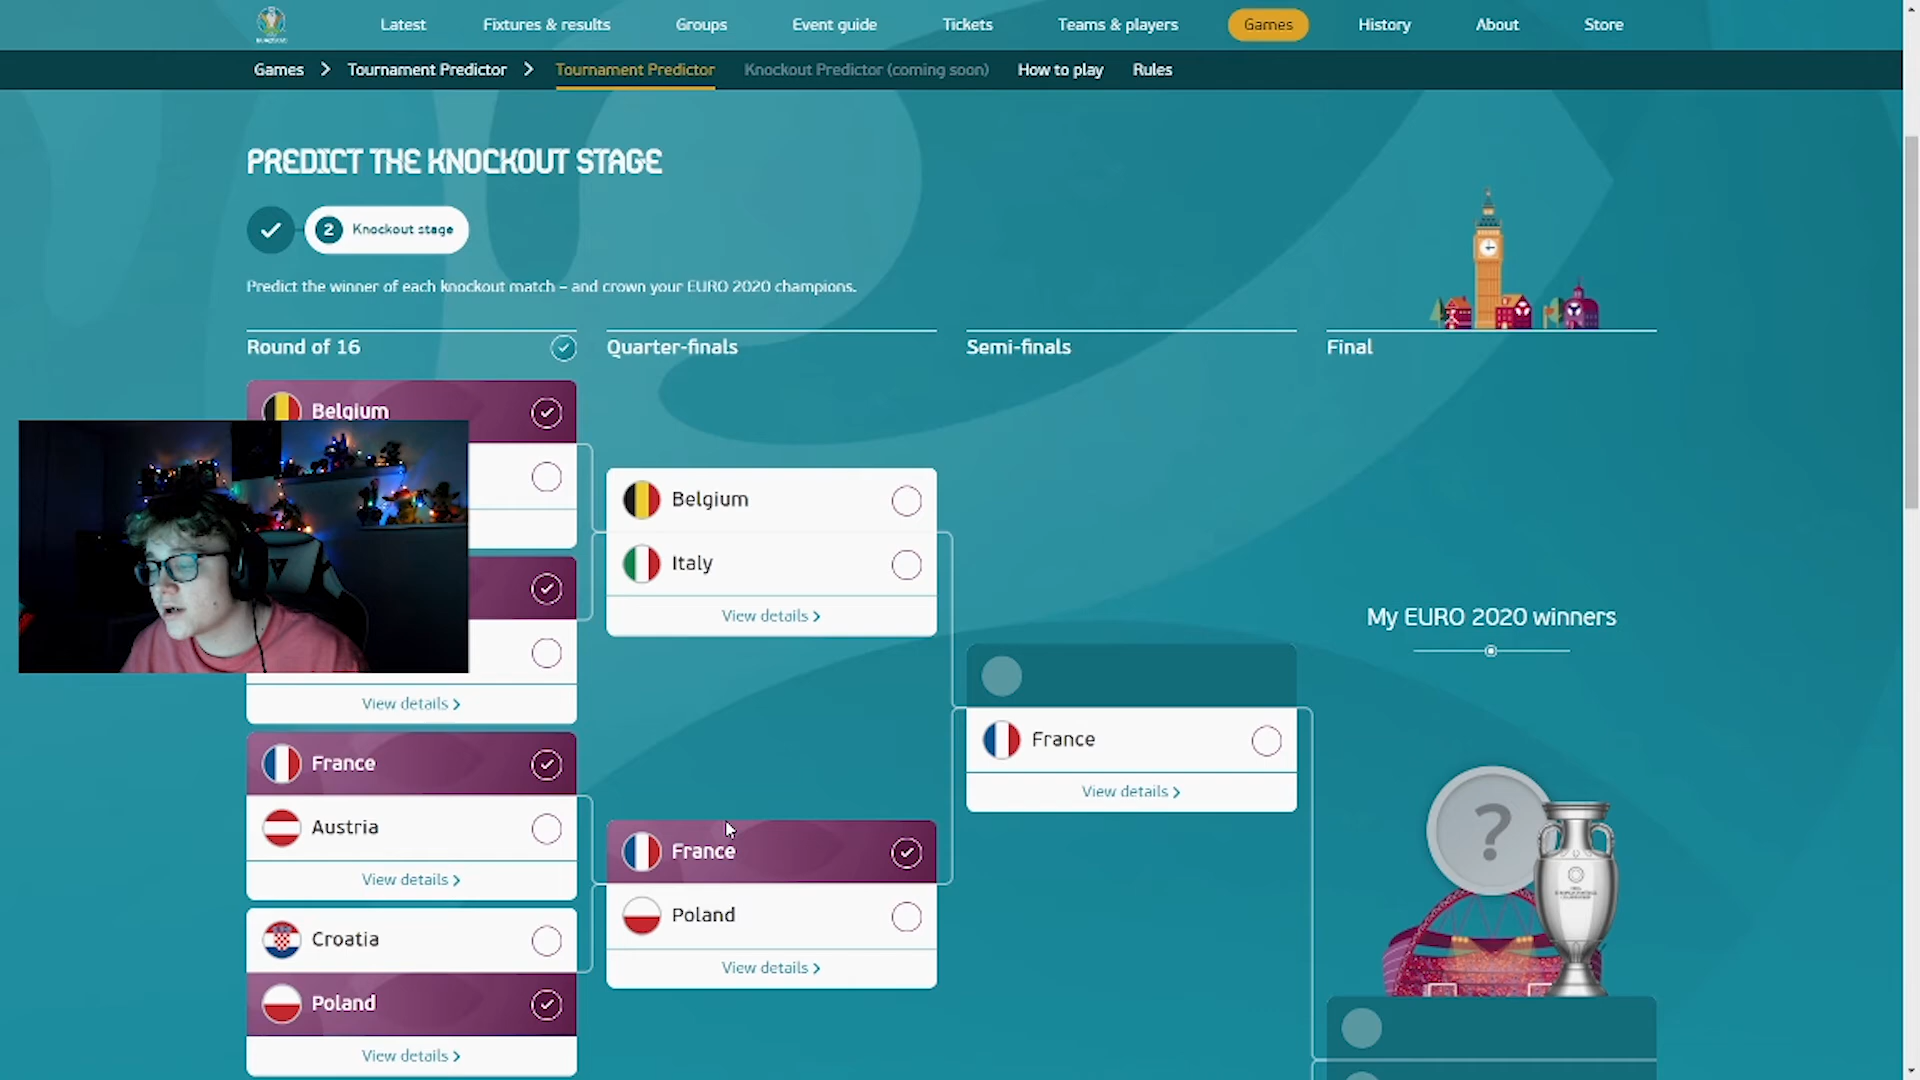 Latest
Fixtures & results
Groups
Event guide
Tickets
Teams & players
Games
History
About
Store
Games
Tournament Predictor
Tournament Predictor
Knockout Predictor (coming soon)
How to play
Rules
PREDICT THE KNOCKOUT STAGE
2 Knockout stage
Predict the winner of each knockout match – and crown your EURO 2020 champions.
Round of 16
Quarter-finals
Semi-finals
Final
Belgium
View details
France
Austria
View details
Croatia
Poland
View details
Belgium
Italy
View details
France
Poland
View details
France
View details
My EURO 2020 winners
?